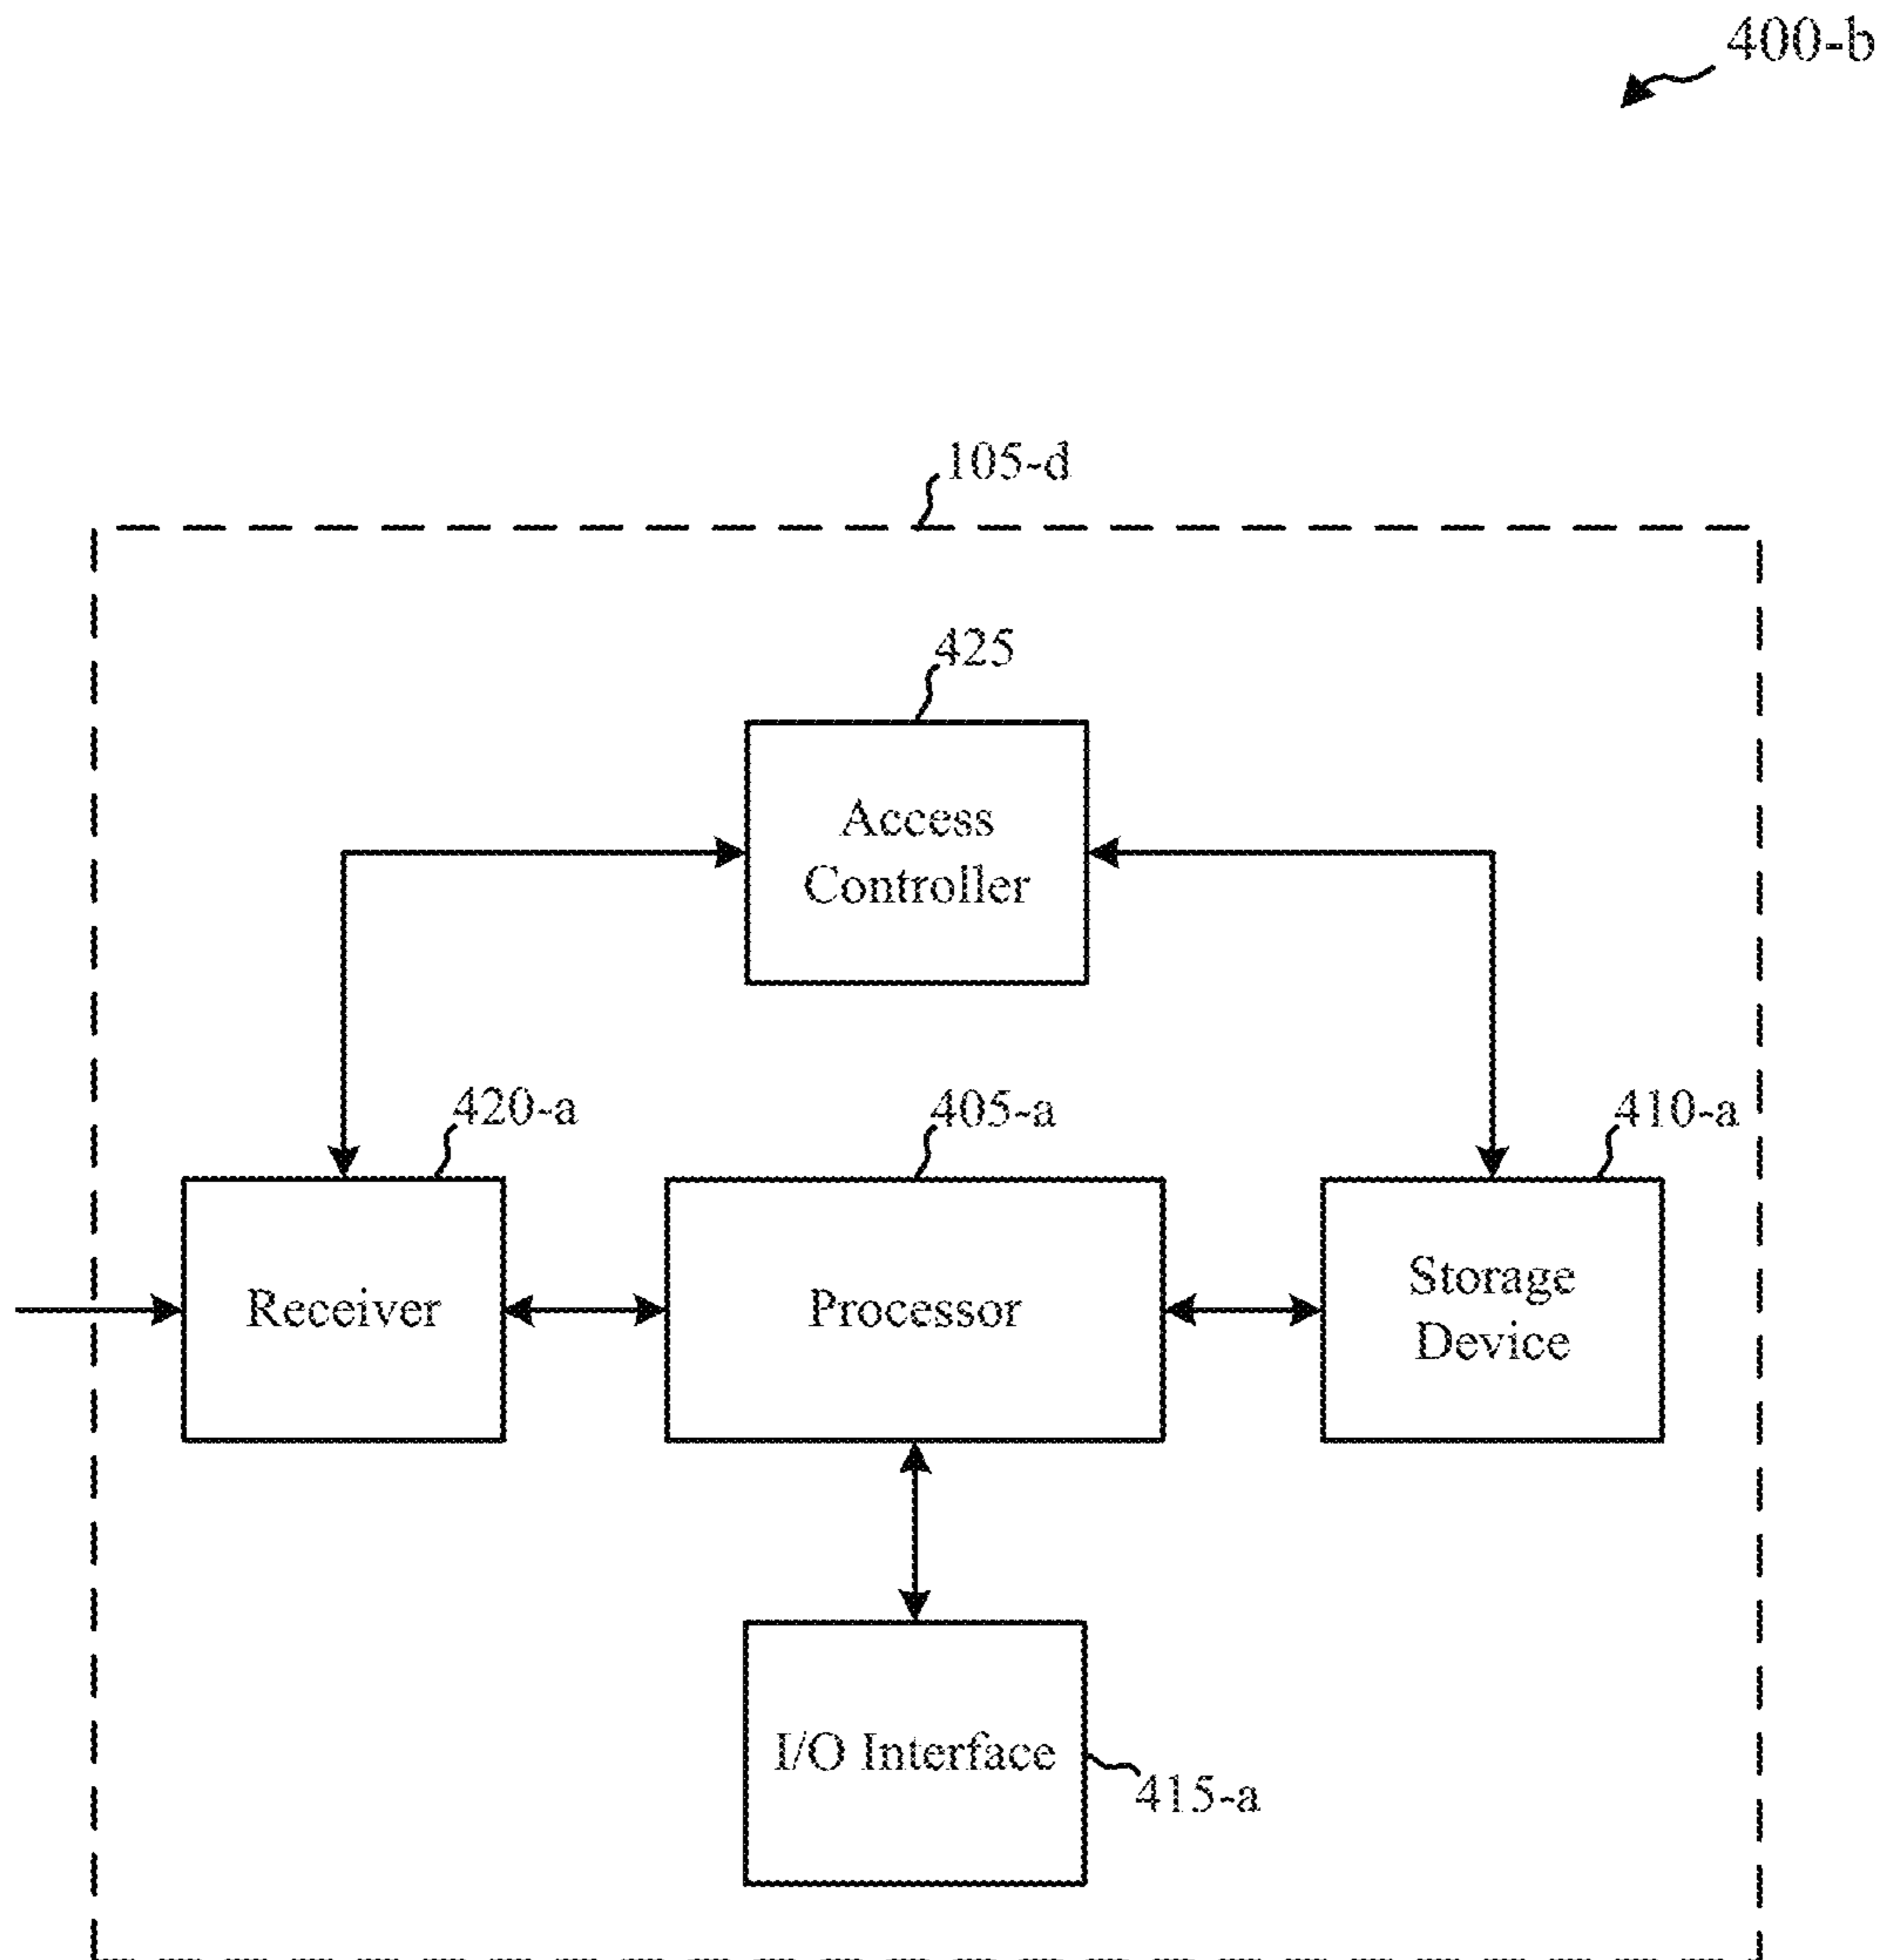 400-b
105-d
425
Access
Controller
420-a
405-a
410-a
Receiver
Processor
Storage
Device
I/O Interface
415-a